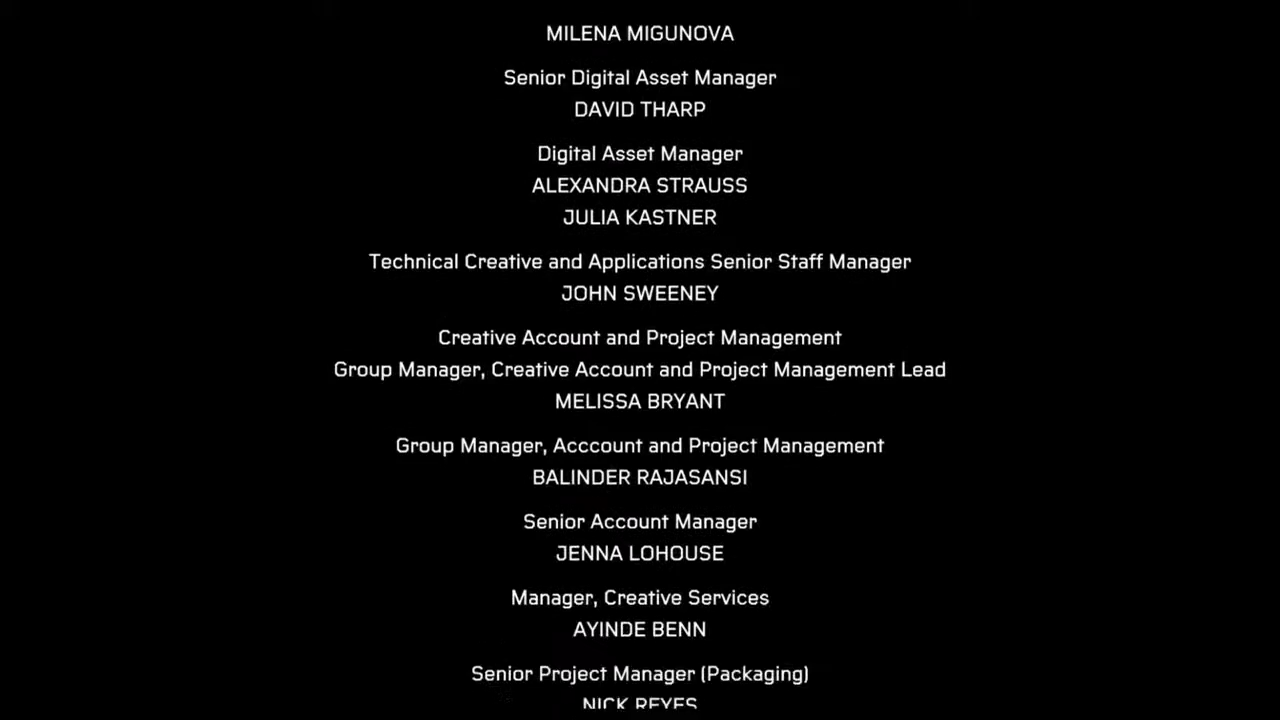 MILENA MIGUNOVA
Senior Digital Asset Manager
DAVID THARP
Digital Asset Manager
ALEXANDRA STRAUSS
JULIA KASTNER
Technical Creative and Applications Senior Staff Manager
JOHN SWEENEY
Creative Account and Project Management
Group Manager, Creative Account and Project Management Lead
MELISSA BRYANT
Group Manager, Acccount and Project Management
BALINDER RAJASANSI
Senior Account Manager
JENNA LOHOUSE
Manager, Creative Services
AYINDE BENN
Senior Project Manager (Packaging)
NICK REYES